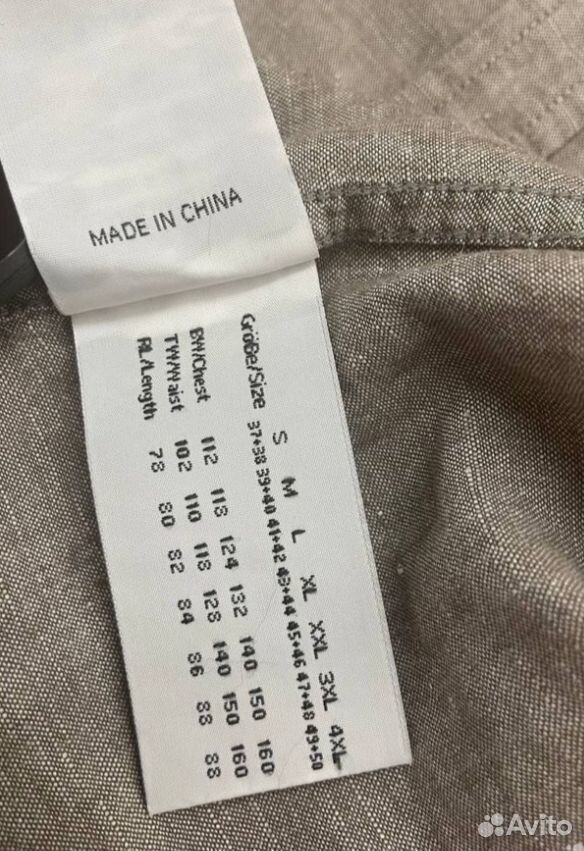 MADE IN CHINA
Größe/Size S M L XL XXL 3XL 4XL
37+38 39+40 41+42 43+44 45+46 47+48 49+50
BW/Chest 112 118 124 132 140 150 160
TW/Waist 102 110 118 128 140 150 160
RL/Length 78 80 82 84 86 88 88
Avito